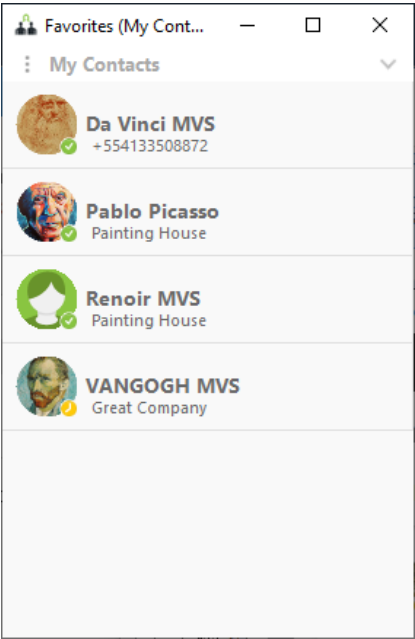 Favorites (My Cont...
My Contacts
Da Vinci MVS
+554133508872
Pablo Picasso
Painting House
Renoir MVS
Painting House
VANGOGH MVS
Great Company